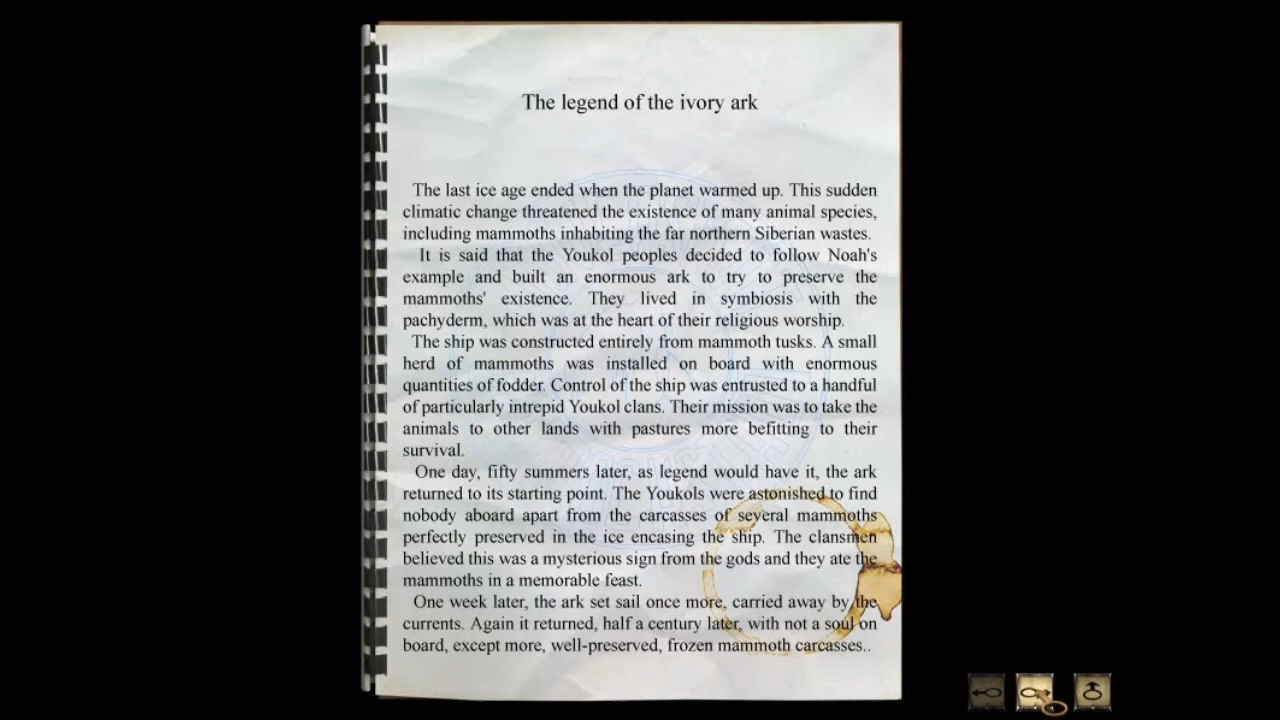 The legend of the ivory ark
The last ice age ended when the planet warmed up. This sudden
climatic change threatened the existence of many animal species,
including mammoths inhabiting the far northern Siberian wastes.
It is said that the Youkol peoples decided to follow Noah's
example and built an enormous ark to try to preserve the
mammoths' existence. They lived in symbiosis with the
pachyderm, which was at the heart of their religious worship.
The ship was constructed entirely from mammoth tusks. A small
herd of mammoths was installed on board with enormous
quantities of fodder. Control of the ship was entrusted to a handful
of particularly intrepid Youkol clans. Their mission was to take the
animals to other lands with pastures more befitting to their
survival.
One day, fifty summers later, as legend would have it, the ark
returned to its starting point. The Youkols were astonished to find
nobody aboard apart from the carcasses of several mammoths
perfectly preserved in the ice encasing the ship. The clansmen
believed this was a mysterious sign from the gods and they ate the
mammoths in a memorable feast.
One week later, the ark set sail once more, carried away by the
currents. Again it returned, half a century later, with not a soul on
board, except more, well-preserved, frozen mammoth carcasses..